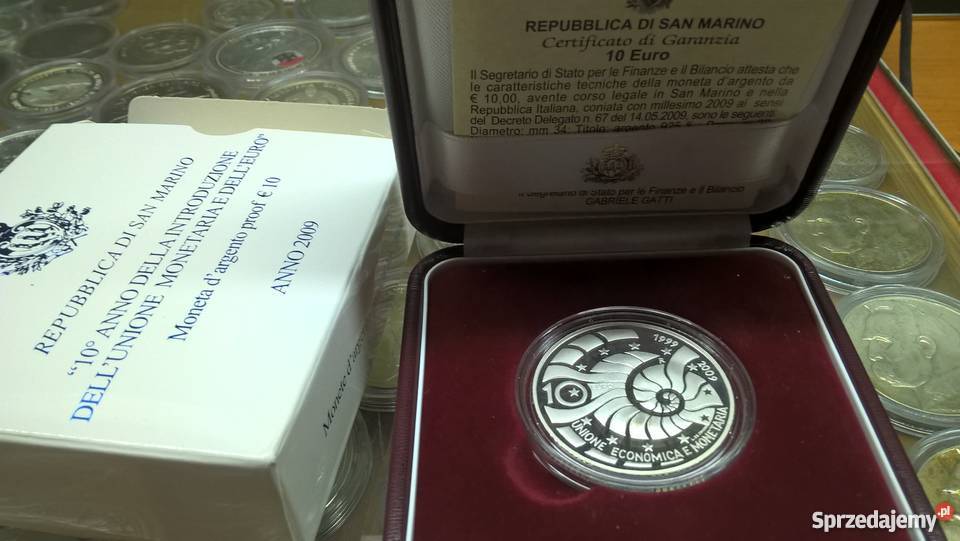 REPUBBLICA DI SAN MARINO
"10° ANNO DELLA INTRODUZIONE
DELL'UNIONE MONETARIA E DELL'EURO"
Moneta d'argento proof € 10
ANNO 2009
Monete d'arg
REPUBBLICA DI SAN MARINO
Certificato di Garanzia
10 Euro
Il Segretario di Stato per le Finanze e il Bilancio attesta che
le caratteristiche tecniche della moneta d'argento da
€ 10,00, avente corso legale in San Marino e nella
Repubblica Italiana, coniata con millesimo 2009 ai sensi
del Decreto Delegato n. 67 del 14.05.2009, sono le seguenti:
Diametro: mm 34; Titolo: argento 925
Il Segretario di Stato per le Finanze e il Bilancio
GABRIELE GATTI
1999
2009
10
UNIONE ECONOMICA E MONETARIA
Sprzedajemy.pl